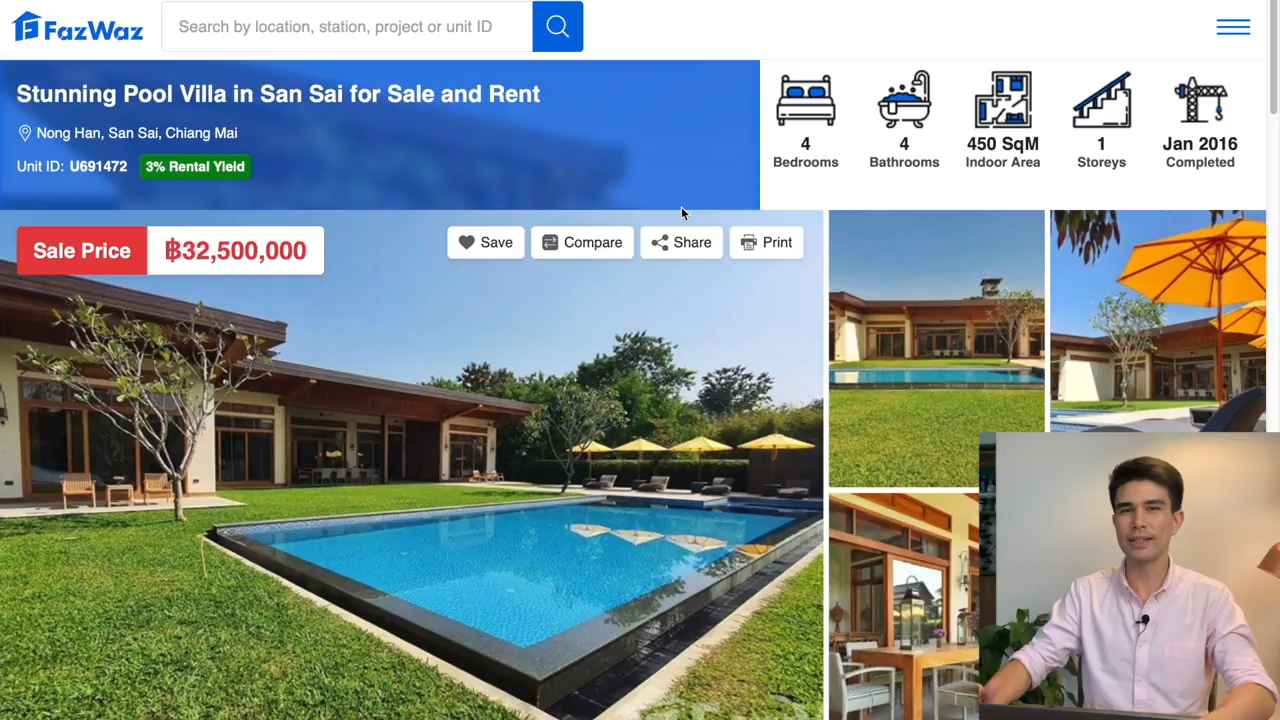 FazWaz
Search by location, station, project or unit ID
Stunning Pool Villa in San Sai for Sale and Rent
Nong Han, San Sai, Chiang Mai
Unit ID: U691472 3% Rental Yield
4
Bedrooms
4
Bathrooms
450 SqM
Indoor Area
1
Storeys
Jan 2016
Completed
Sale Price ฿32,500,000
Save
Compare
Share
Print